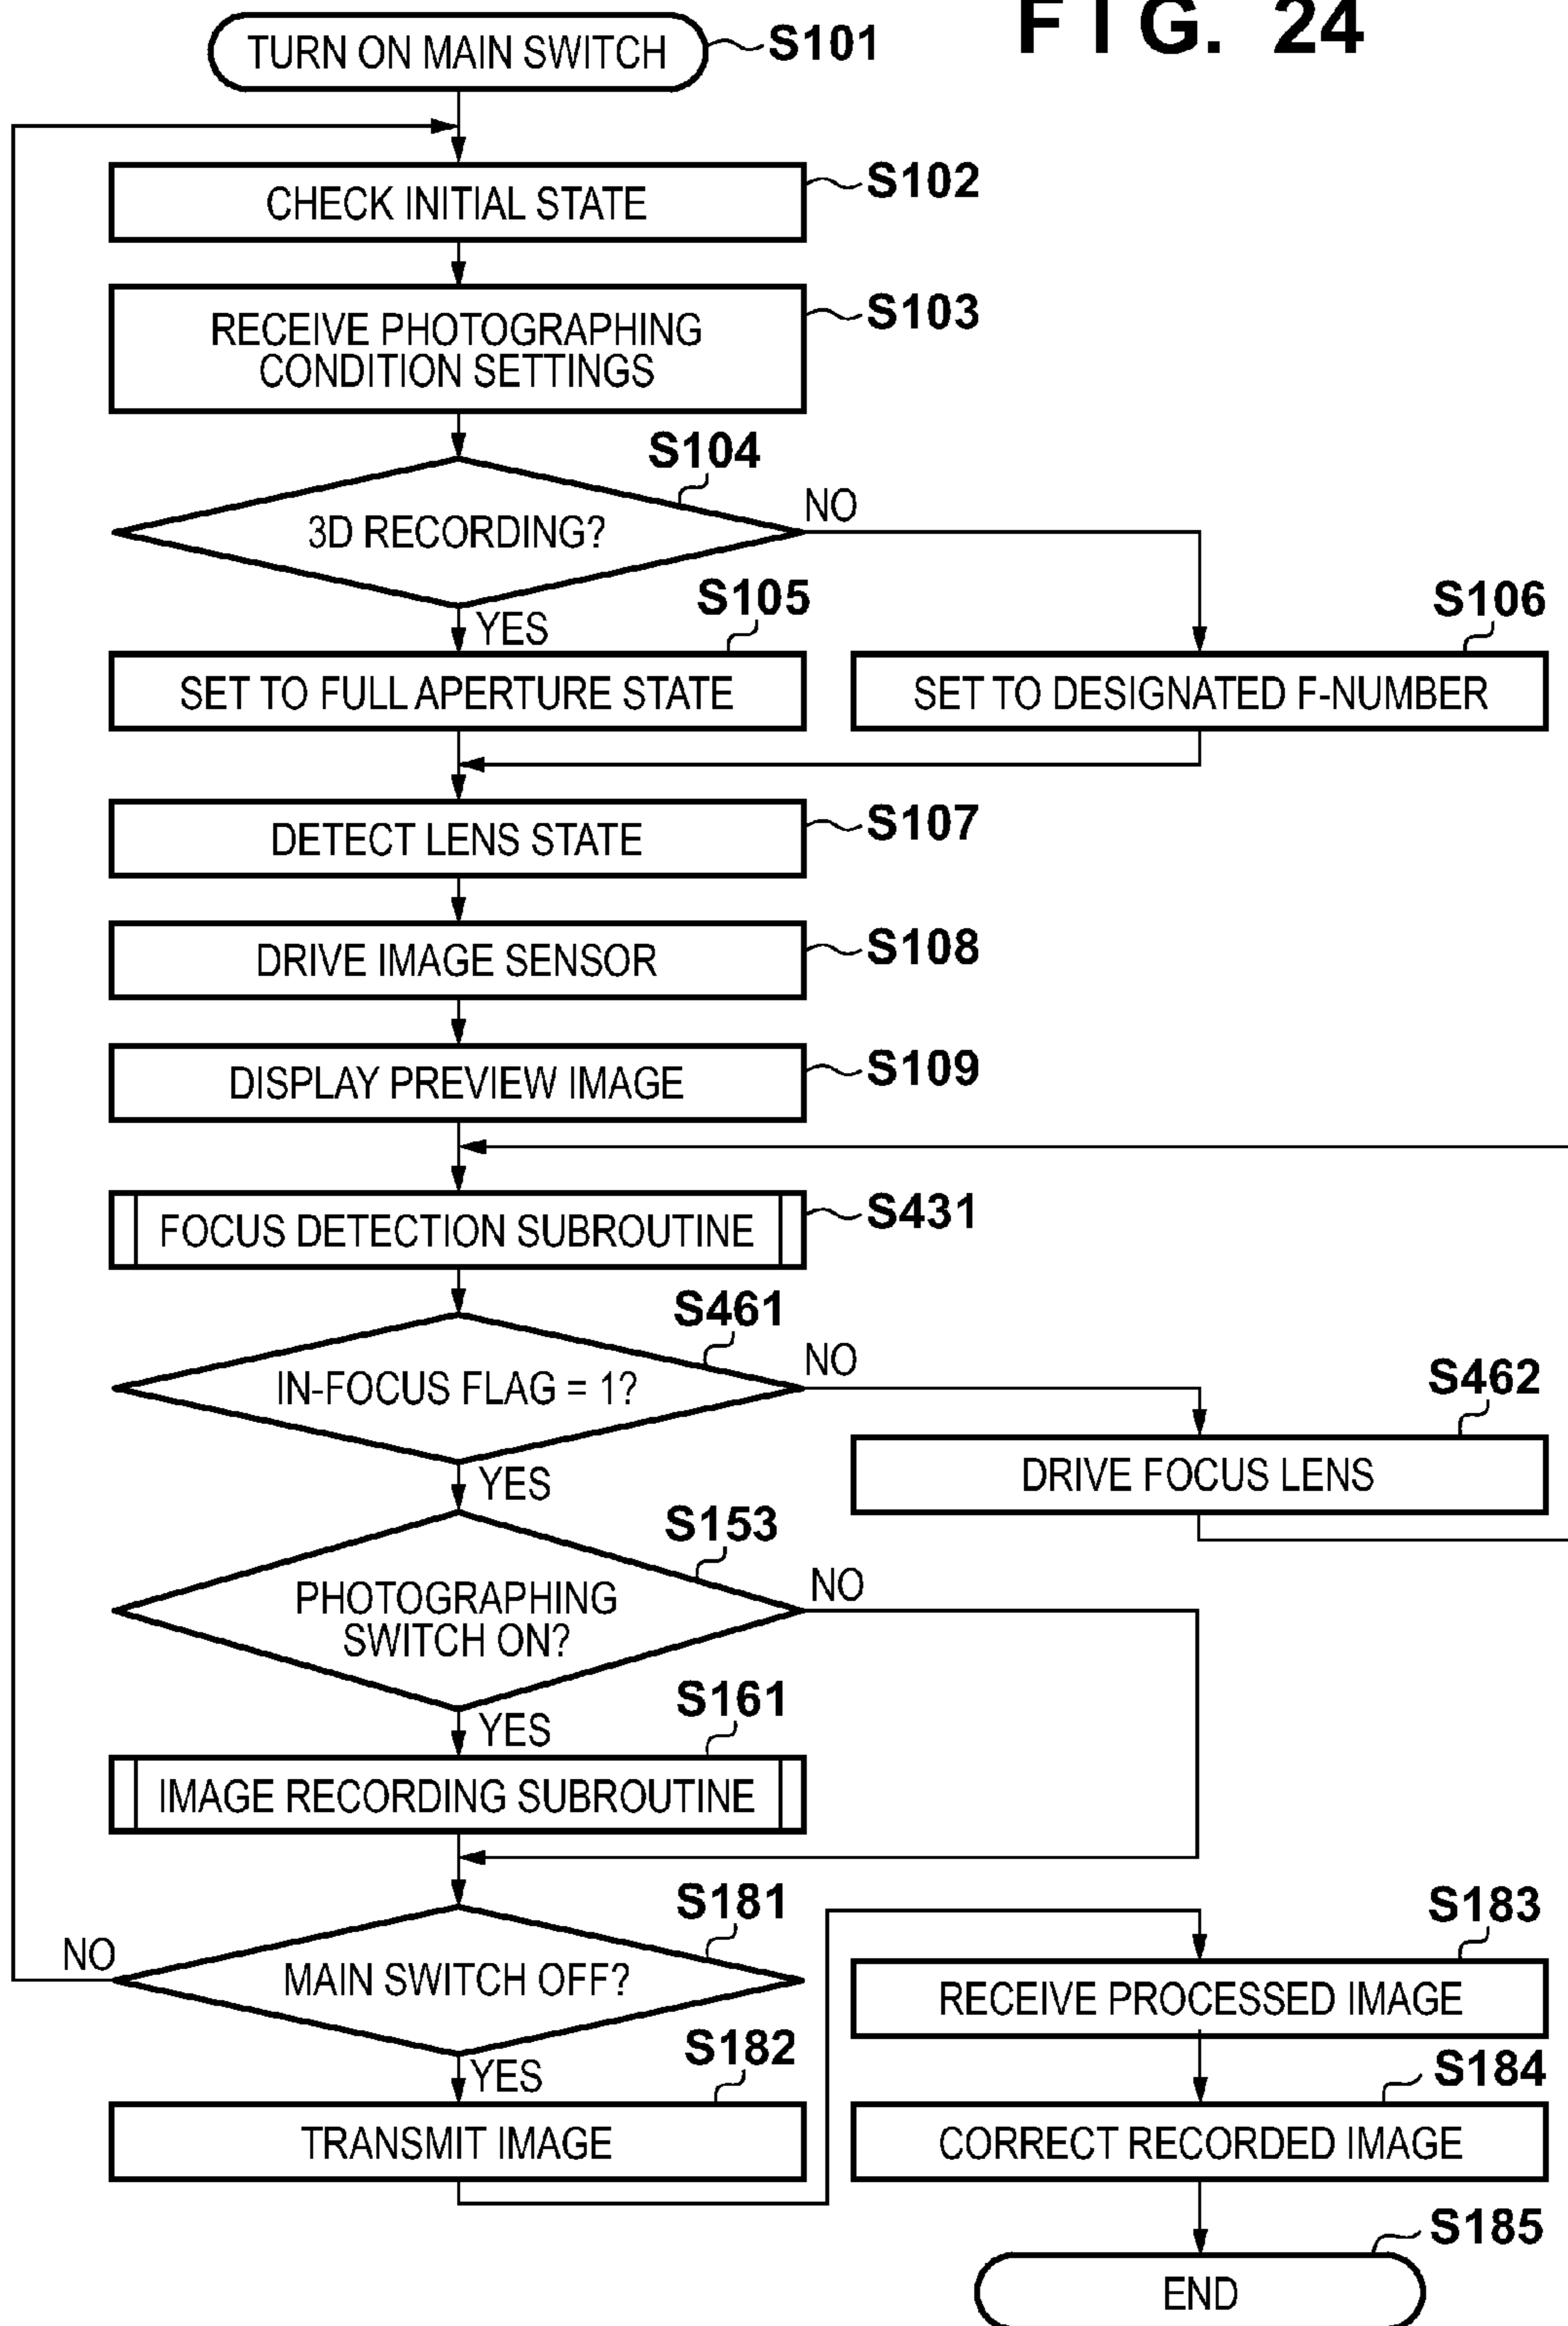 FIG. 24
TURN ON MAIN SWITCH
S101
CHECK INITIAL STATE
S102
RECEIVE PHOTOGRAPHING
CONDITION SETTINGS
S103
S104
3D RECORDING?
NO
YES
S105
SET TO FULL APERTURE STATE
S106
SET TO DESIGNATED F-NUMBER
DETECT LENS STATE
S107
DRIVE IMAGE SENSOR
S108
DISPLAY PREVIEW IMAGE
S109
FOCUS DETECTION SUBROUTINE
S431
S461
IN-FOCUS FLAG = 1?
NO
YES
S462
DRIVE FOCUS LENS
S153
PHOTOGRAPHING
SWITCH ON?
NO
YES
S161
IMAGE RECORDING SUBROUTINE
S181
MAIN SWITCH OFF?
NO
YES
S182
TRANSMIT IMAGE
S183
RECEIVE PROCESSED IMAGE
S184
CORRECT RECORDED IMAGE
S185
END